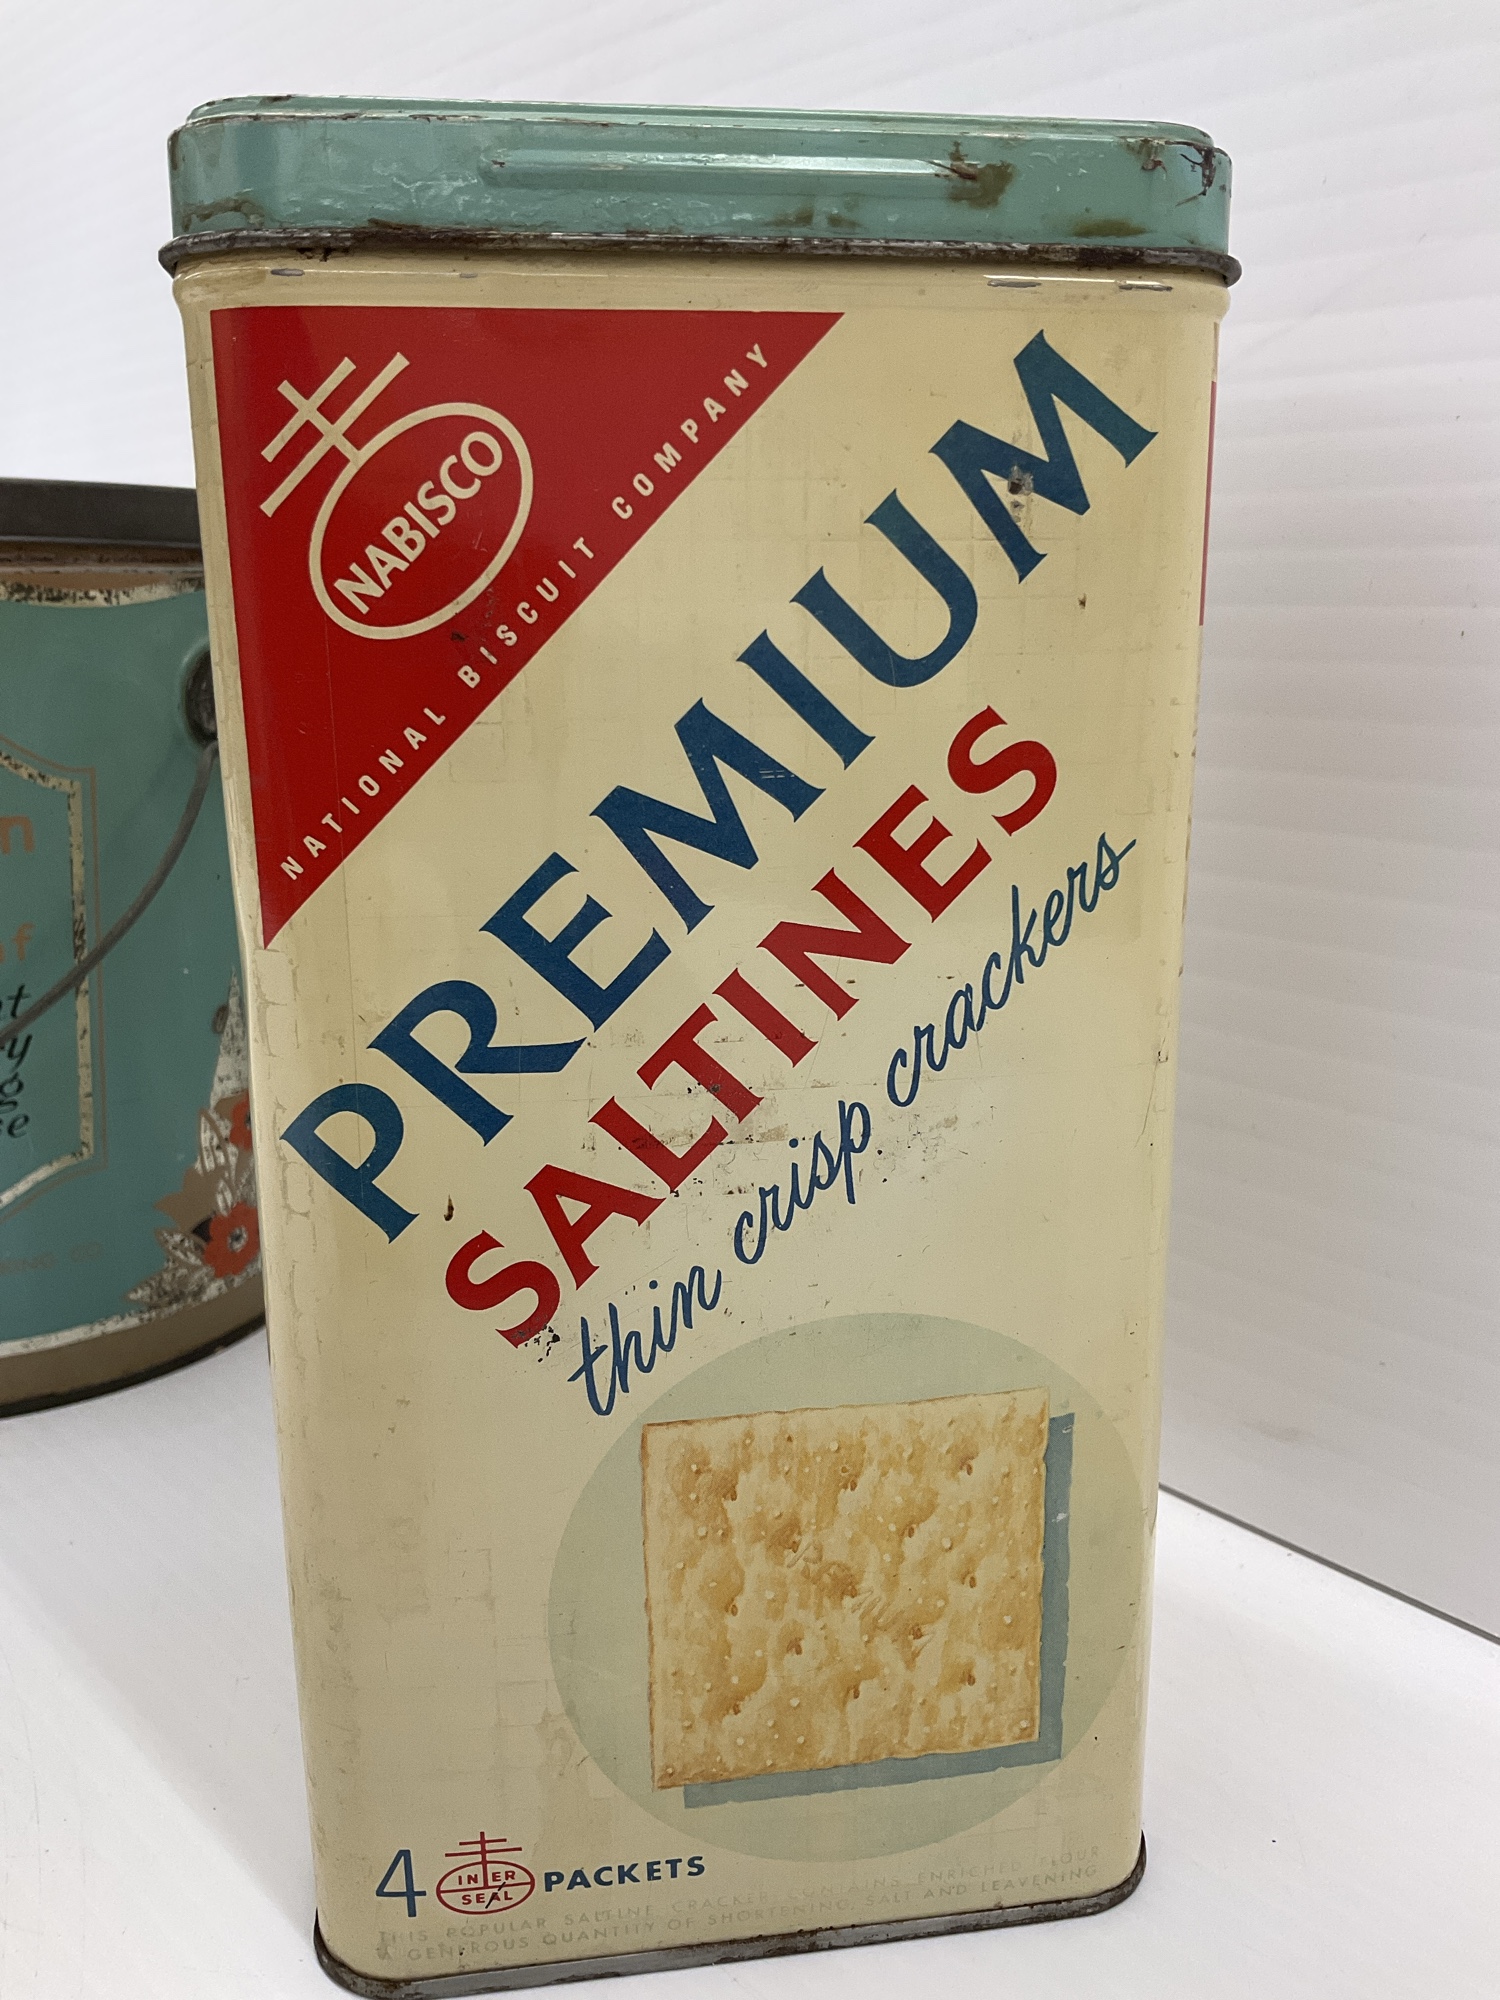 NABISCO
NATIONAL BISCUIT COMPANY
PREMIUM
SALTINES
thin crisp crackers
4 INTER SEAL PACKETS
THIS POPULAR SALTINE CRACKER CONTAINS ENRICHED FLOUR
A GENEROUS QUANTITY OF SHORTENING, SALT AND LEAVENING